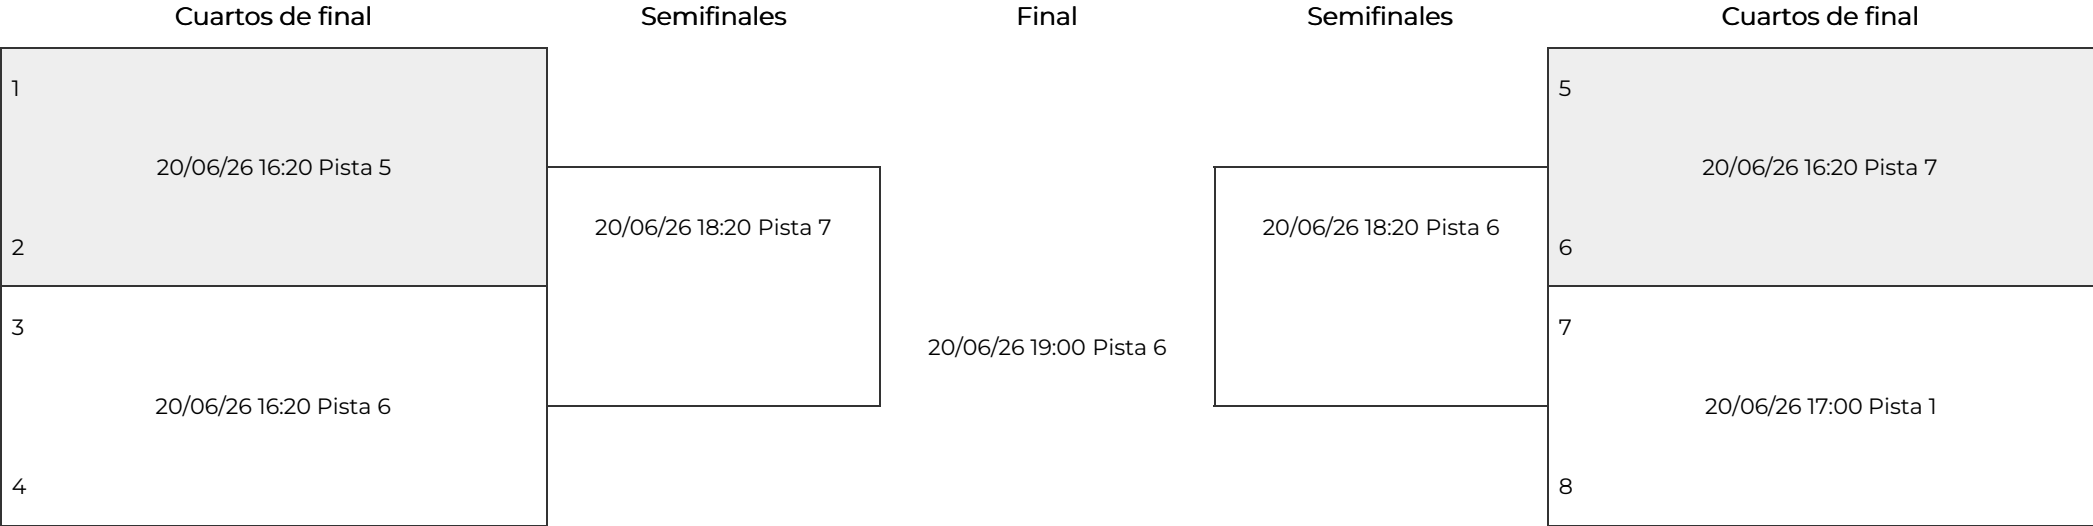 Cuartos de final
Semifinales
Final
Semifinales
Cuartos de final
1
20/06/26 16:20 Pista 5
2
3
20/06/26 16:20 Pista 6
4
20/06/26 18:20 Pista 7
20/06/26 19:00 Pista 6
20/06/26 18:20 Pista 6
5
20/06/26 16:20 Pista 7
6
7
20/06/26 17:00 Pista 1
8